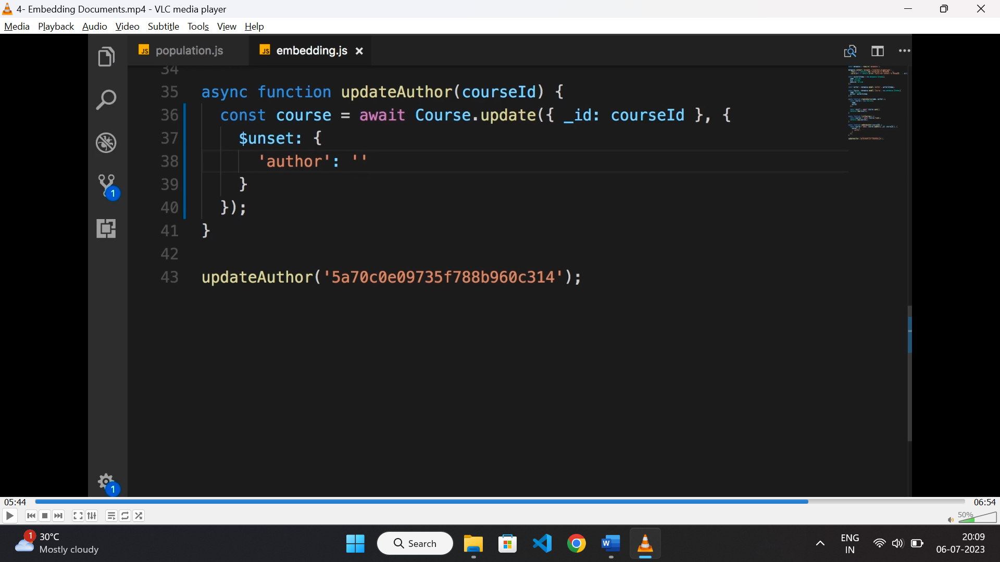 4- Embedding Documents.mp4 - VLC media player
Media Playback Audio Video Subtitle Tools View Help
JS population.js JS embedding.js ×
34
35 async function updateAuthor(courseId) {
36 const course = await Course.update({ _id: courseId }, {
37 $unset: {
38 'author': ''
39 }
40 });
41 }
42
43 updateAuthor('5a70c0e09735f788b960c314');
1
1
05:44 06:54
50%
1 30°C
Mostly cloudy
Search
W
ENG
IN
20:09
06-07-2023